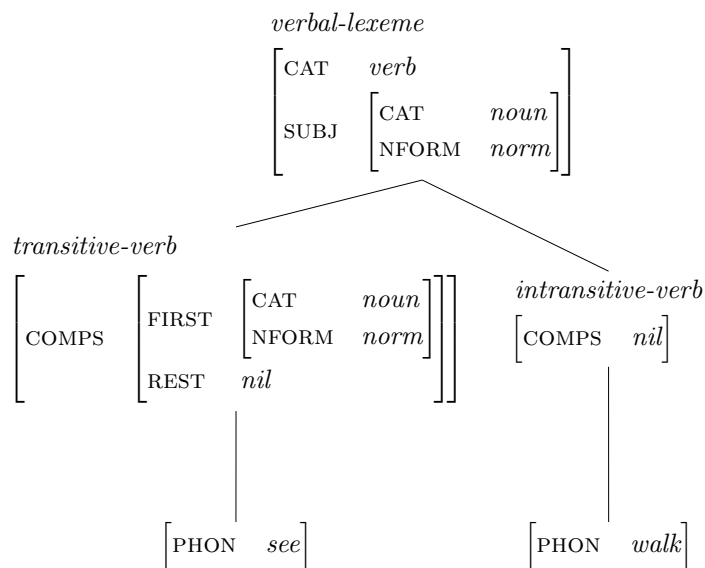 verbal-lexeme
CAT verb
SUBJ CAT noun
NFORM norm
transitive-verb
COMPS FIRST CAT noun
NFORM norm
REST nil
intransitive-verb
COMPS nil
PHON see
PHON walk